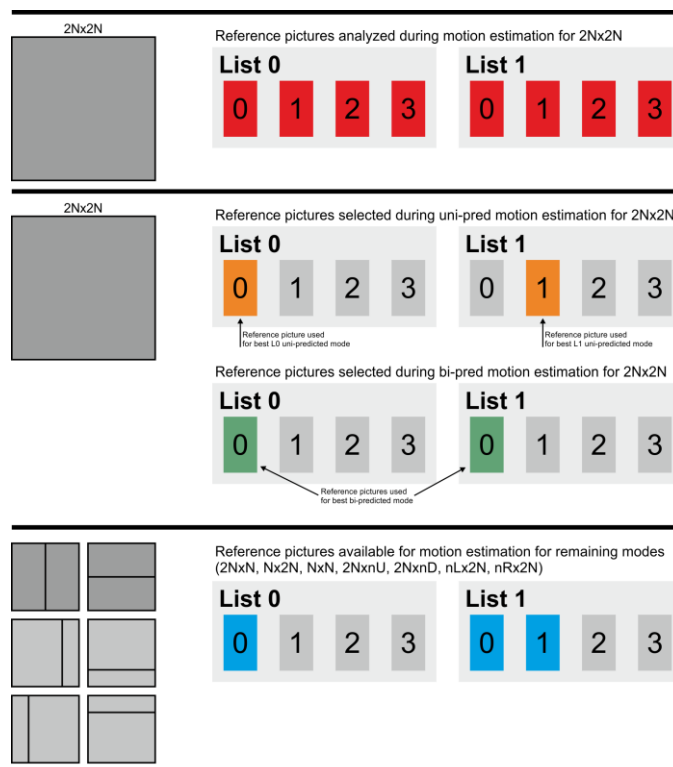 2Nx2N
Reference pictures analyzed during motion estimation for 2Nx2N
List 0
0 1 2 3
List 1
0 1 2 3
2Nx2N
Reference pictures selected during uni-pred motion estimation for 2Nx2N
List 0
0 1 2 3
Reference picture used
for best L0 uni-predicted mode
List 1
0 1 2 3
Reference picture used
for best L1 uni-predicted mode
Reference pictures selected during bi-pred motion estimation for 2Nx2N
List 0
0 1 2 3
List 1
0 1 2 3
Reference pictures used
for best bi-predicted mode
Reference pictures available for motion estimation for remaining modes
(2NxN, Nx2N, NxN, 2NxnU, 2NxnD, nLx2N, nRx2N)
List 0
0 1 2 3
List 1
0 1 2 3